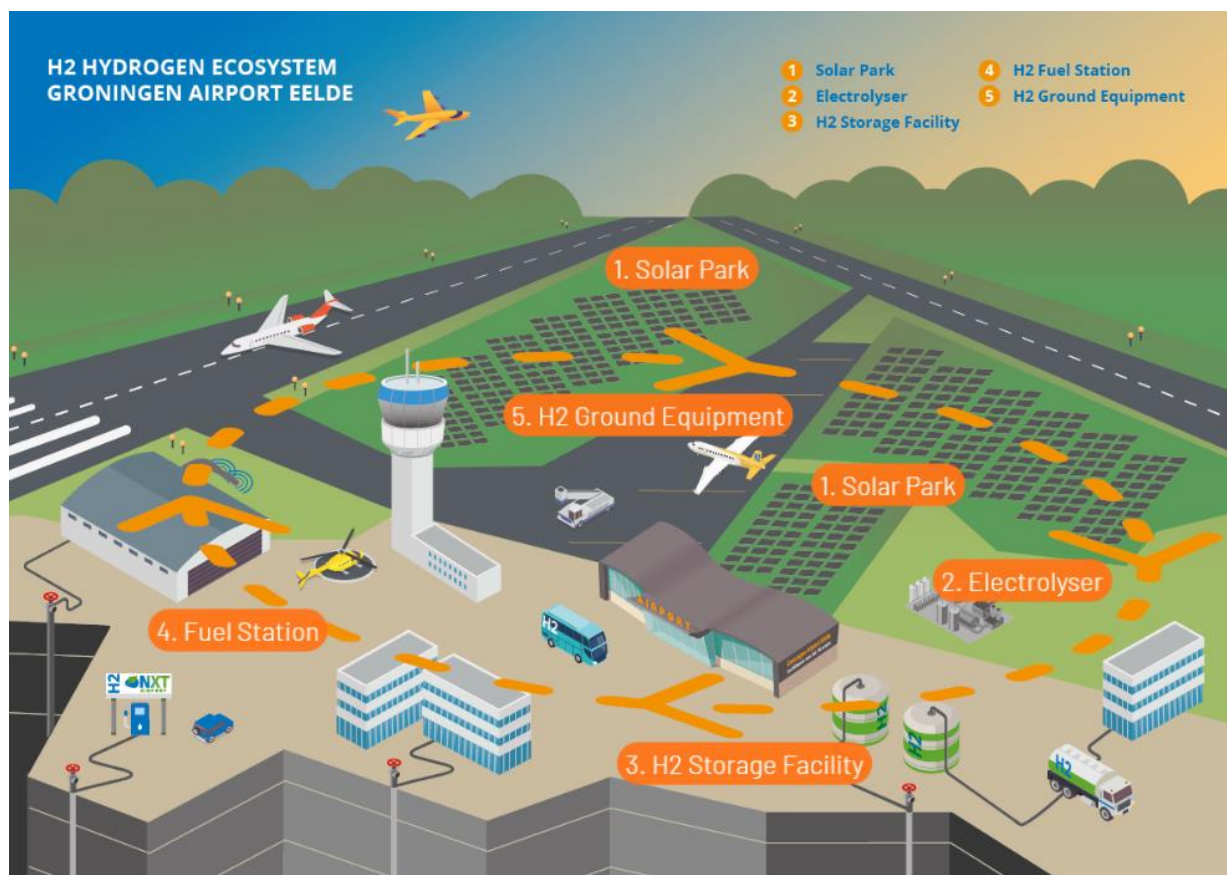 H2 HYDROGEN ECOSYSTEM
GRONINGEN AIRPORT EELDE
1 Solar Park
2 Electrolyser
3 H2 Storage Facility
4 H2 Fuel Station
5 H2 Ground Equipment
1. Solar Park
5. H2 Ground Equipment
1. Solar Park
2. Electrolyser
4. Fuel Station
AIRPORT
H2
H2 NXT
AIRPORT
H2
H2
H2
3. H2 Storage Facility